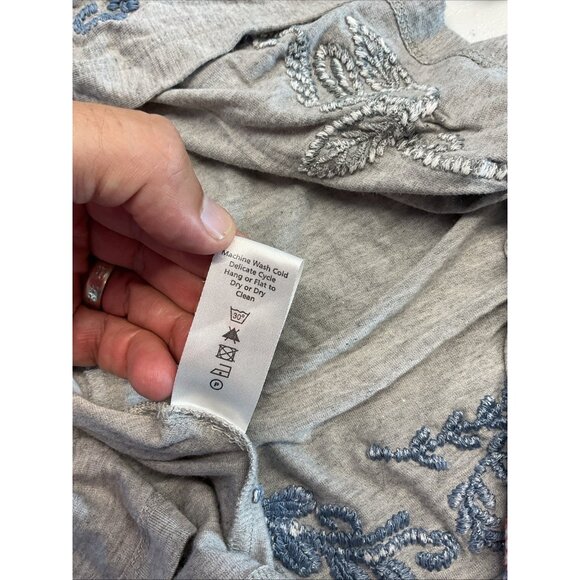 Machine Wash Cold
Delicate Cycle
Hang or Flat to
Dry or Dry
Clean
30°
P